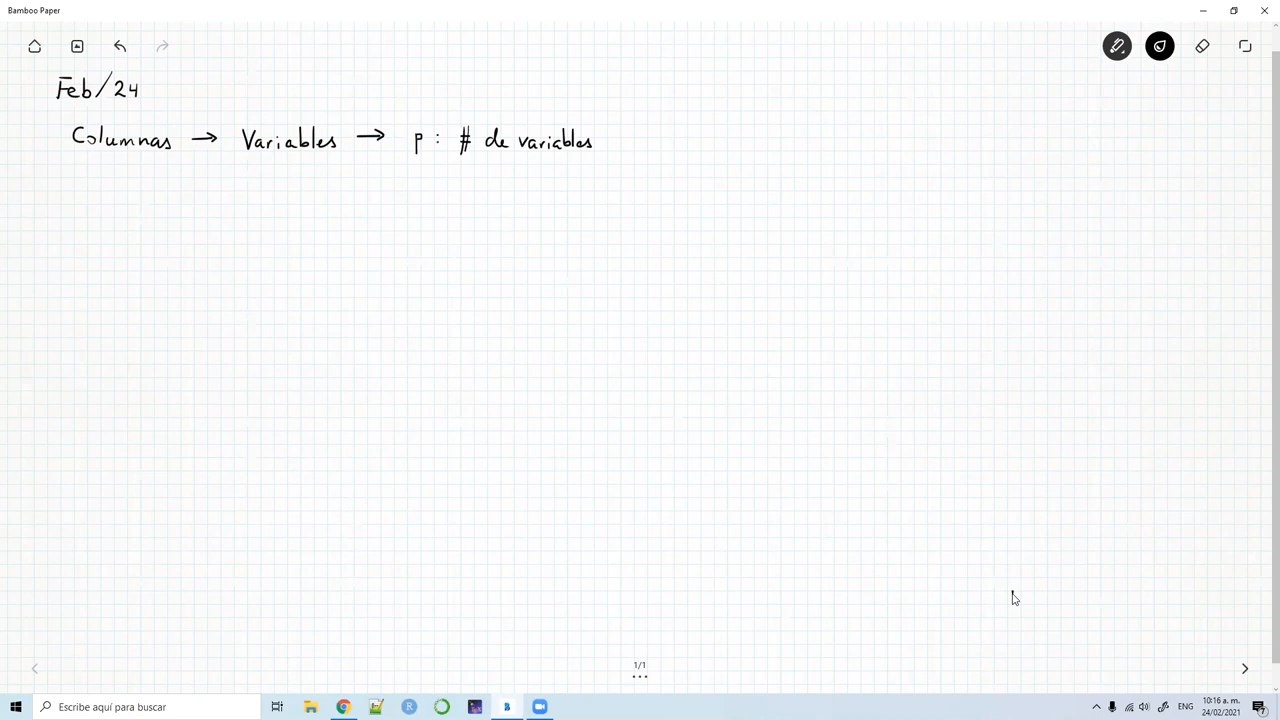 Bamboo Paper
Feb/24
Columnas → Variables → p : # de variables
1/1
Escribe aquí para buscar
ENG
10:16 a. m.
24/02/2021